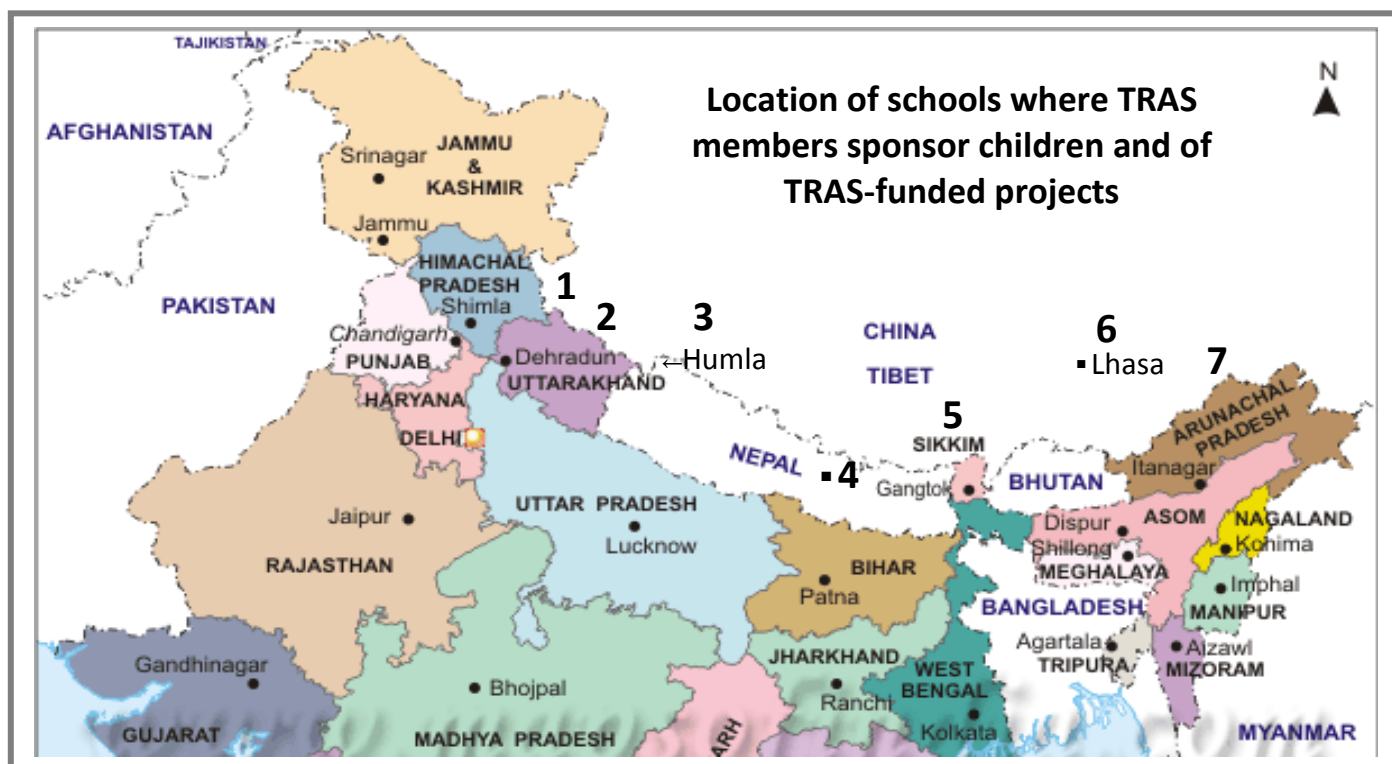 TAJIKISTAN
AFGHANISTAN
Location of schools where TRAS
members sponsor children and of
TRAS-funded projects
N
JAMMU
&
KASHMIR
Srinagar
Jammu
HIMACHAL
PRADESH
Shimla
1
2
3
6
7
PAKISTAN
Chandigarh
PUNJAB
Dehradun
UTTARAKHAND
←Humla
CHINA
TIBET
Lhasa
HARYANA
DELHI
ARUNACHAL
PRADESH
Itanagar
5
SIKKIM
Gangtok
NEPAL
4
BHUTAN
Jaipur
RAJASTHAN
UTTAR PRADESH
Lucknow
BIHAR
Patna
Dispur
ASOM
Shillong
MEGHALAYA
NAGALAND
Kohima
Imphal
MANIPUR
BANGLADESH
Agartala
TRIPURA
Aizawl
MIZORAM
Gandhinagar
GUJARAT
Bhojpal
MADHYA PRADESH
ARH
JHARKHAND
Ranchi
WEST
BENGAL
Kolkata
MYANMAR